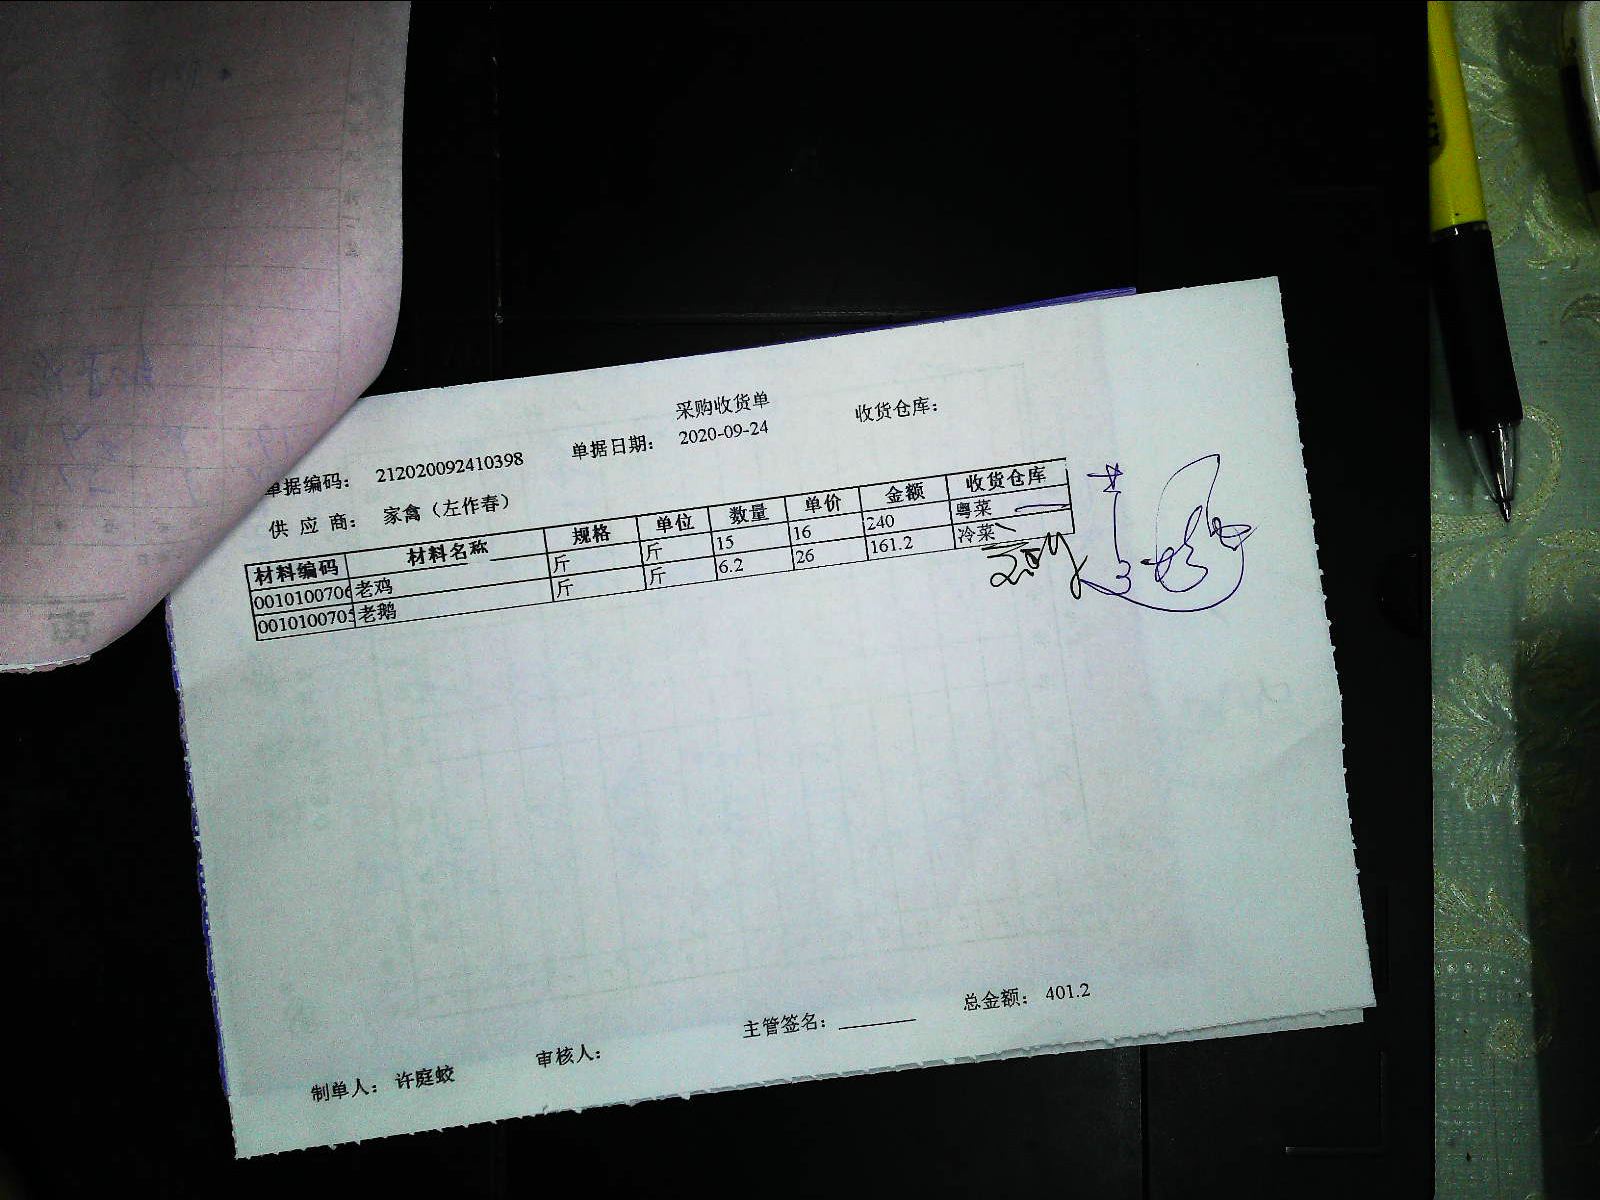 采购收货单
单据编码： 212020092410398 单据日期： 2020-09-24 收货仓库：
供 应 商： 家禽（左作春）
材料编码 材料名称 规格 单位 数量 单价 金额 收货仓库
0010100706 老鸡 斤 斤 15 16 240 粤菜
0010100705 老鹅 斤 斤 6.2 26 161.2 冷菜
主管签名： 总金额： 401.2
制单人： 许庭蛟 审核人：